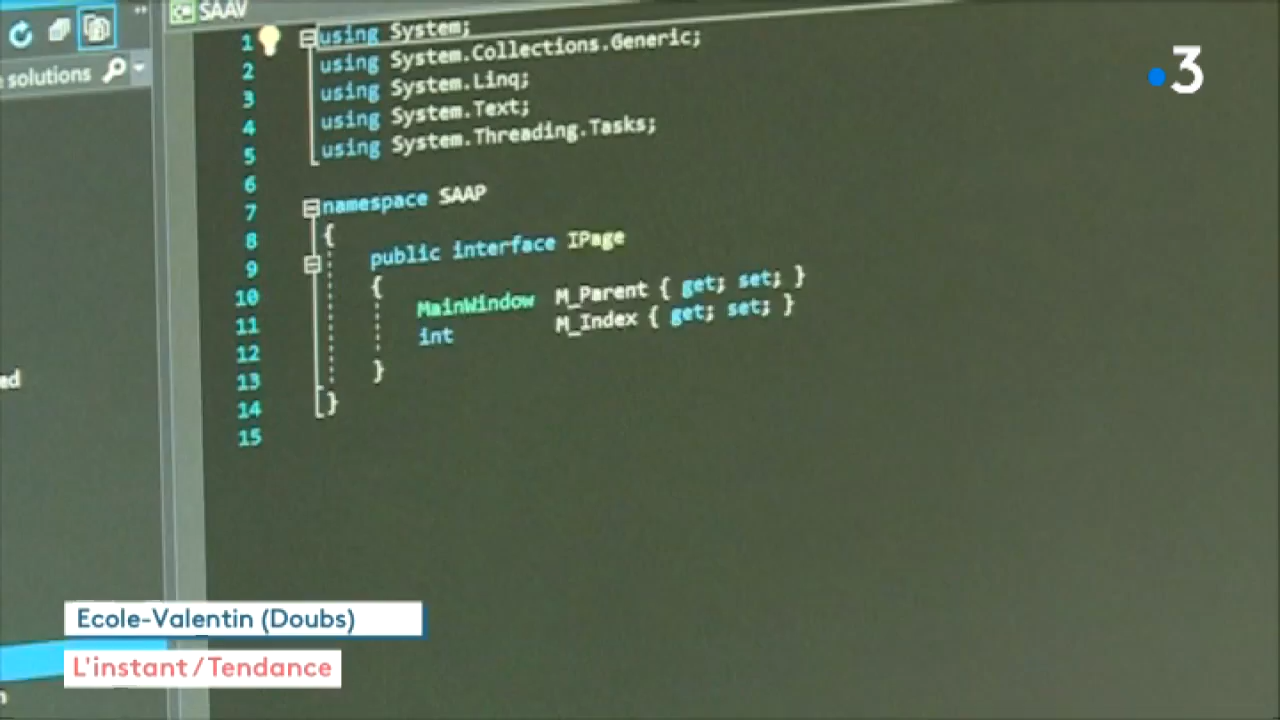 C# SAAV
solutions
1 using System;
2 using System.Collections.Generic;
3 using System.Linq;
4 using System.Text;
5 using System.Threading.Tasks;
6
7 namespace SAAP
8 {
9 public interface IPage
10 {
11 MainWindow M_Parent { get; set; }
12 int M_Index { get; set; }
13 }
14 }
15
ed
3
Ecole-Valentin (Doubs)
L'instant/Tendance